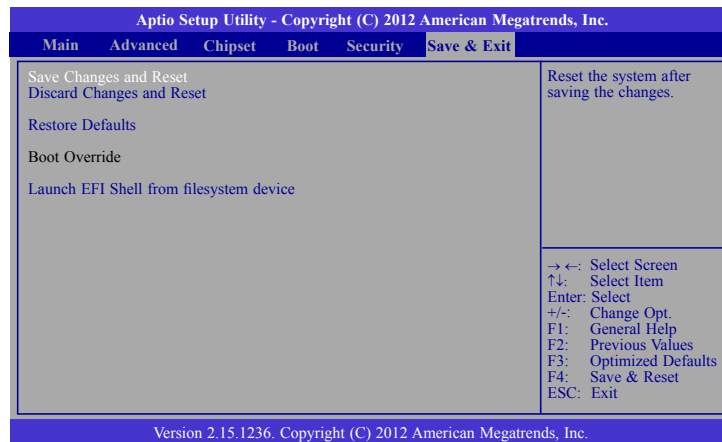 Aptio Setup Utility - Copyright (C) 2012 American Megatrends, Inc.
Main Advanced Chipset Boot Security Save & Exit
Save Changes and Reset
Discard Changes and Reset
Restore Defaults
Boot Override
Launch EFI Shell from filesystem device
Reset the system after
saving the changes.
→ ←: Select Screen
↑↓: Select Item
Enter: Select
+/-: Change Opt.
F1: General Help
F2: Previous Values
F3: Optimized Defaults
F4: Save & Reset
ESC: Exit
Version 2.15.1236. Copyright (C) 2012 American Megatrends, Inc.